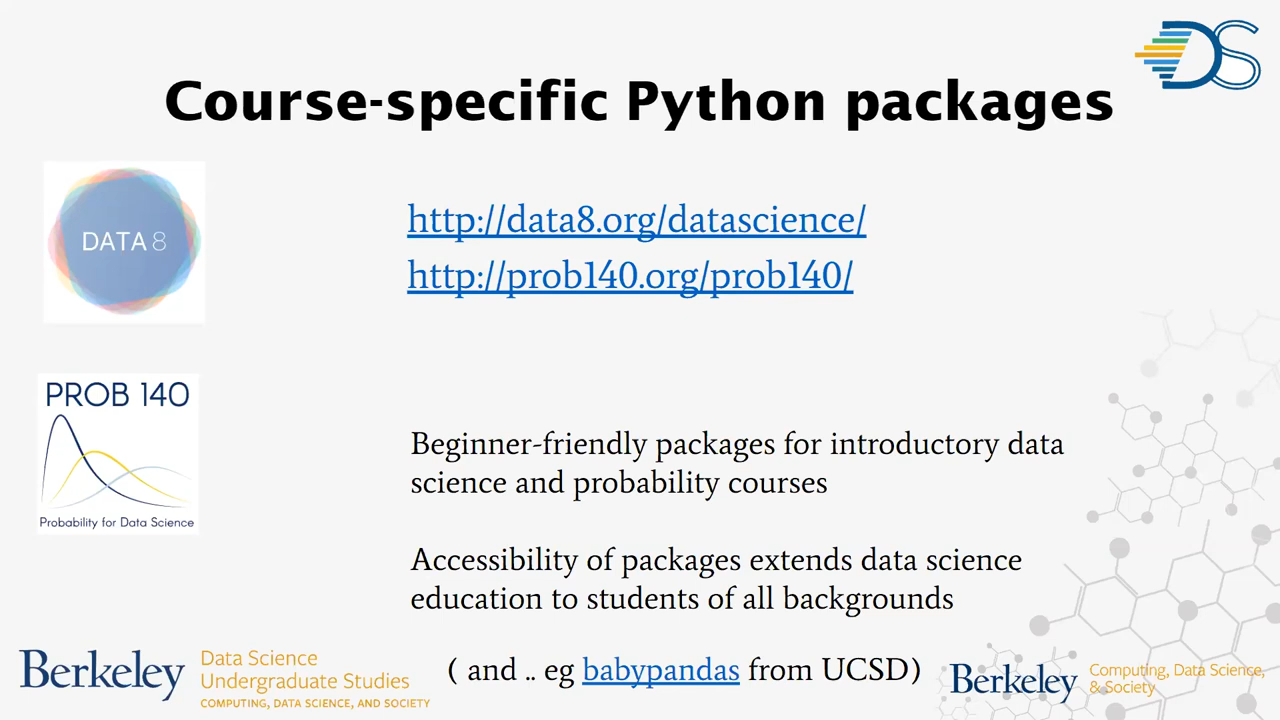 DS
Course-specific Python packages
DATA 8
http://data8.org/datascience/
http://prob140.org/prob140/
PROB 140
Probability for Data Science
Beginner-friendly packages for introductory data
science and probability courses
Accessibility of packages extends data science
education to students of all backgrounds
Berkeley
Data Science
Undergraduate Studies
COMPUTING, DATA SCIENCE, AND SOCIETY
( and .. eg babypandas from UCSD)
Berkeley
Computing, Data Science,
& Society